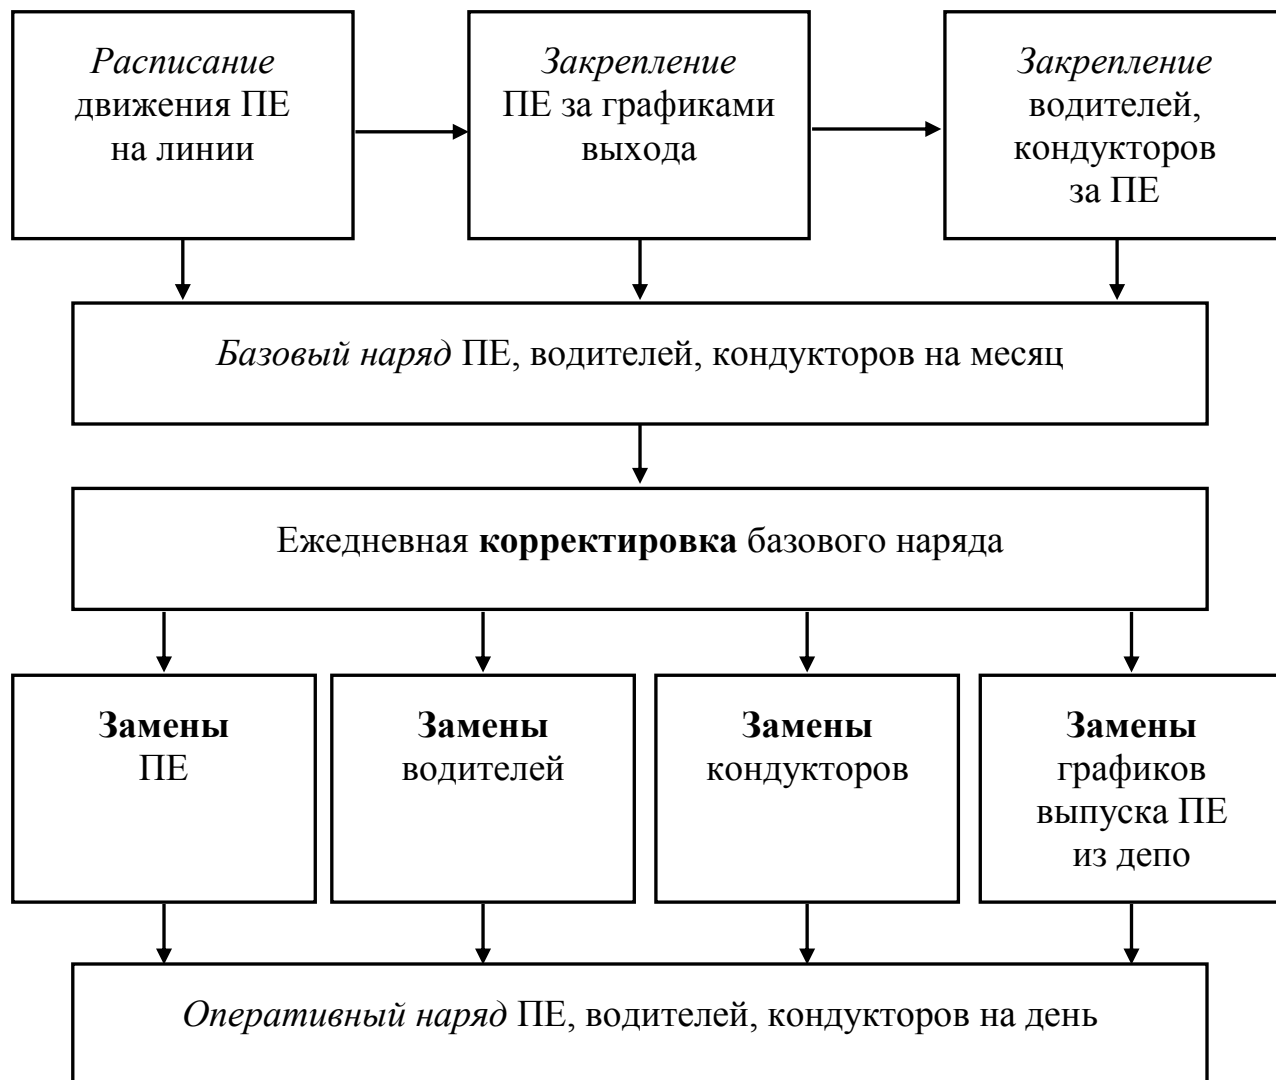 Расписание
движения ПЕ
на линии
Закрепление
ПЕ за графиками
выхода
Закрепление
водителей,
кондукторов
за ПЕ
Базовый наряд ПЕ, водителей, кондукторов на месяц
Ежедневная корректировка базового наряда
Замены
ПЕ
Замены
водителей
Замены
кондукторов
Замены
графиков
выпуска ПЕ
из депо
Оперативный наряд ПЕ, водителей, кондукторов на день